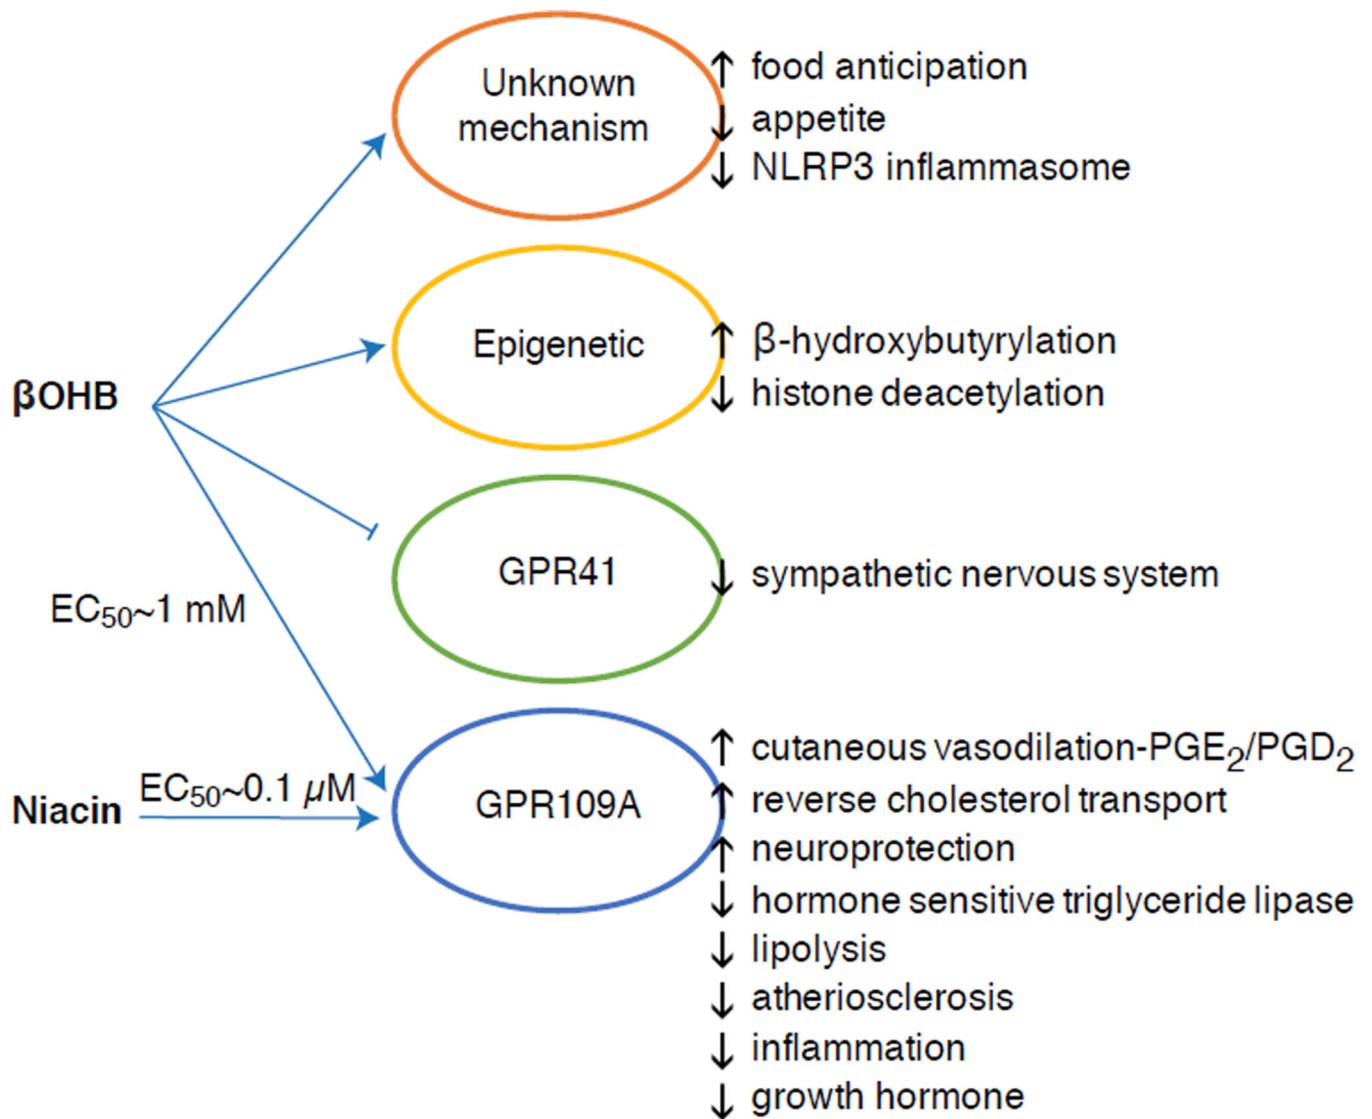 Unknown
mechanism
↑ food anticipation
↓ appetite
↓ NLRP3 inflammasome
Epigenetic
↑ β-hydroxybutyrylation
↓ histone deacetylation
βOHB
GPR41
↓ sympathetic nervous system
EC₅₀~1 mM
Niacin
EC₅₀~0.1 μM
GPR109A
↑ cutaneous vasodilation-PGE₂/PGD₂
↑ reverse cholesterol transport
↑ neuroprotection
↓ hormone sensitive triglyceride lipase
↓ lipolysis
↓ atheriosclerosis
↓ inflammation
↓ growth hormone